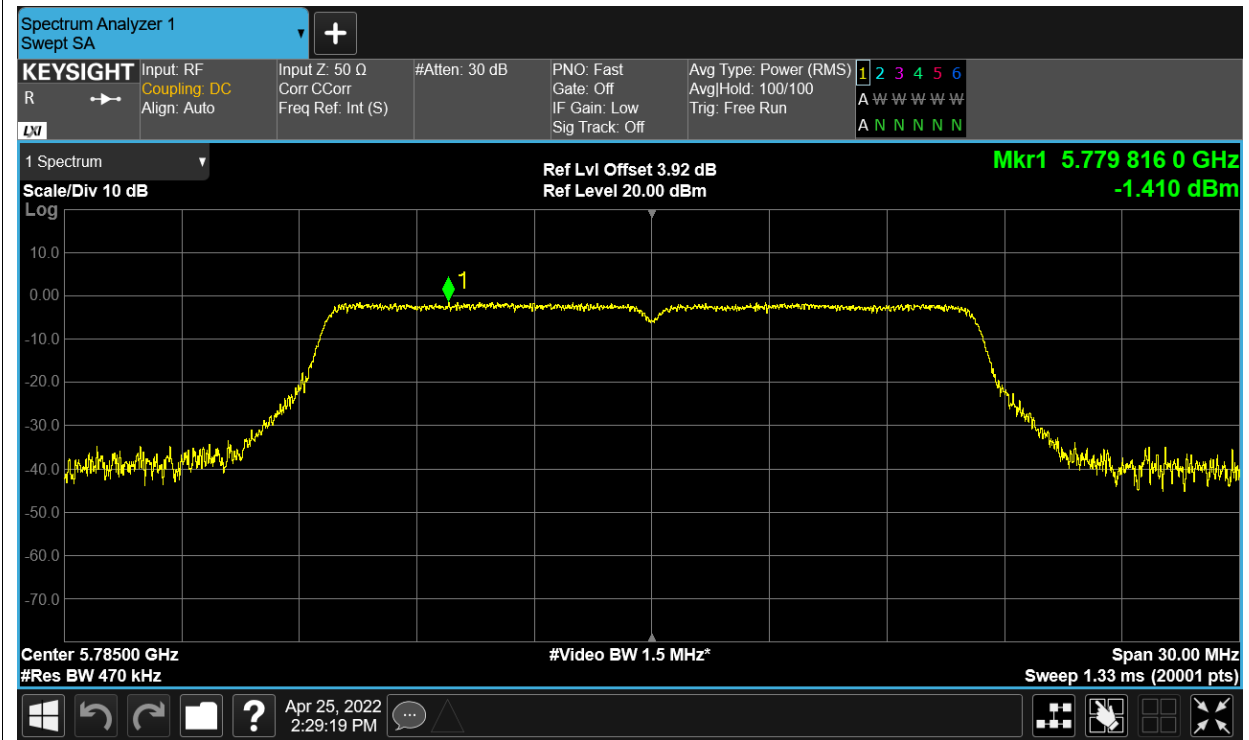 Spectrum Analyzer 1
Swept SA
KEYSIGHT
R
LXI
Input: RF
Coupling: DC
Align: Auto
Input Z: 50 Ω
Corr CCorr
Freq Ref: Int (S)
#Atten: 30 dB
PNO: Fast
Gate: Off
IF Gain: Low
Sig Track: Off
Avg Type: Power (RMS)
Avg|Hold: 100/100
Trig: Free Run
1 2 3 4 5 6
A W W W W W
A N N N N N
1 Spectrum
Scale/Div 10 dB
Ref Lvl Offset 3.92 dB
Ref Level 20.00 dBm
Mkr1 5.779 816 0 GHz
-1.410 dBm
Log
10.0
0.00
-10.0
-20.0
-30.0
-40.0
-50.0
-60.0
-70.0
1
Center 5.78500 GHz
#Res BW 470 kHz
#Video BW 1.5 MHz*
Span 30.00 MHz
Sweep 1.33 ms (20001 pts)
?
Apr 25, 2022
2:29:19 PM